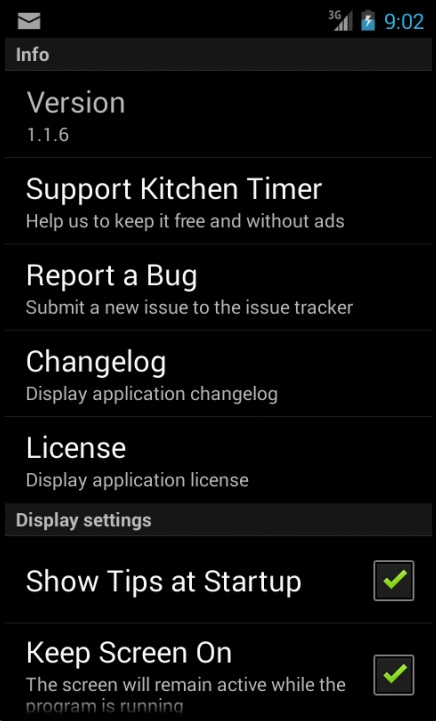 3G 9:02
Info
Version
1.1.6
Support Kitchen Timer
Help us to keep it free and without ads
Report a Bug
Submit a new issue to the issue tracker
Changelog
Display application changelog
License
Display application license
Display settings
Show Tips at Startup
Keep Screen On
The screen will remain active while the
program is running